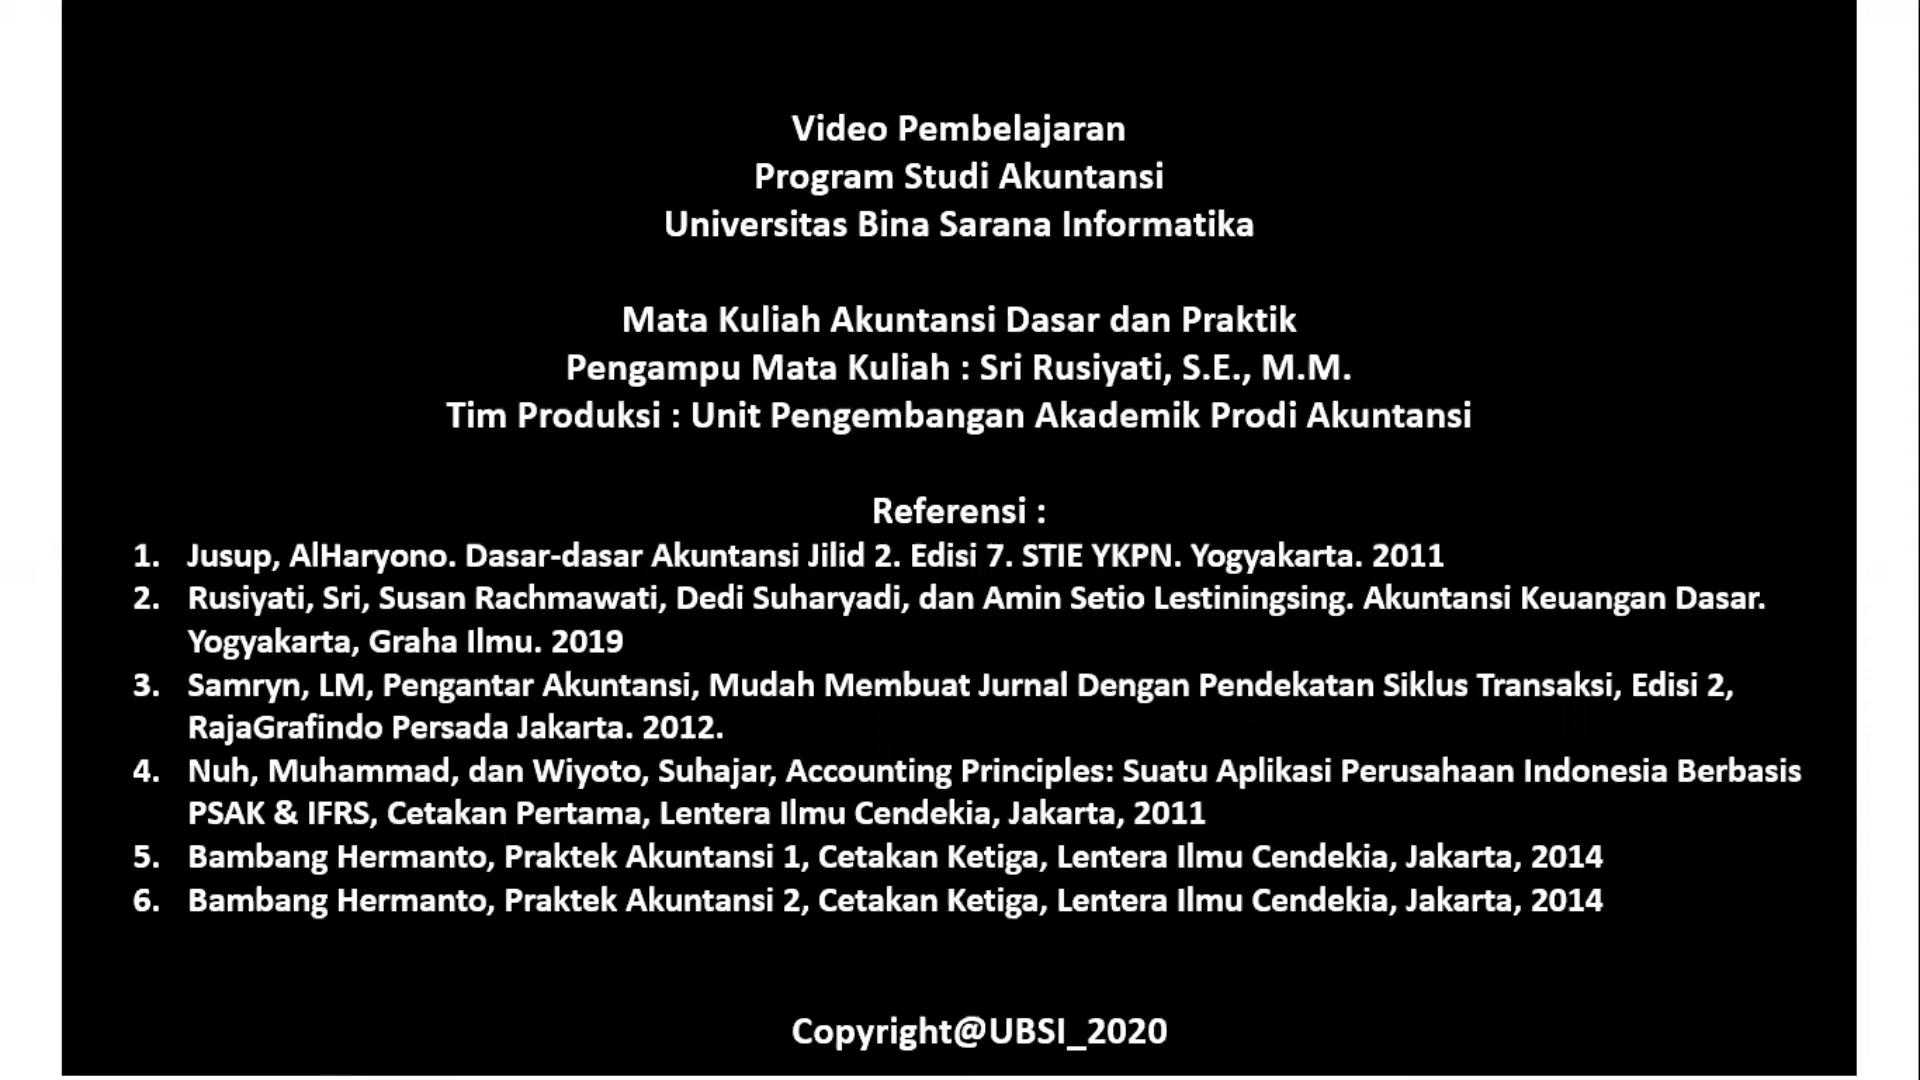 Video Pembelajaran
Program Studi Akuntansi
Universitas Bina Sarana Informatika
Mata Kuliah Akuntansi Dasar dan Praktik
Pengampu Mata Kuliah : Sri Rusiyati, S.E., M.M.
Tim Produksi : Unit Pengembangan Akademik Prodi Akuntansi
Referensi :
1. Jusup, AlHaryono. Dasar-dasar Akuntansi Jilid 2. Edisi 7. STIE YKPN. Yogyakarta. 2011
2. Rusiyati, Sri, Susan Rachmawati, Dedi Suharyadi, dan Amin Setio Lestiningsing. Akuntansi Keuangan Dasar.
Yogyakarta, Graha Ilmu. 2019
3. Samryn, LM, Pengantar Akuntansi, Mudah Membuat Jurnal Dengan Pendekatan Siklus Transaksi, Edisi 2,
RajaGrafindo Persada Jakarta. 2012.
4. Nuh, Muhammad, dan Wiyoto, Suhajar, Accounting Principles: Suatu Aplikasi Perusahaan Indonesia Berbasis
PSAK & IFRS, Cetakan Pertama, Lentera Ilmu Cendekia, Jakarta, 2011
5. Bambang Hermanto, Praktek Akuntansi 1, Cetakan Ketiga, Lentera Ilmu Cendekia, Jakarta, 2014
6. Bambang Hermanto, Praktek Akuntansi 2, Cetakan Ketiga, Lentera Ilmu Cendekia, Jakarta, 2014
Copyright@UBSI_2020